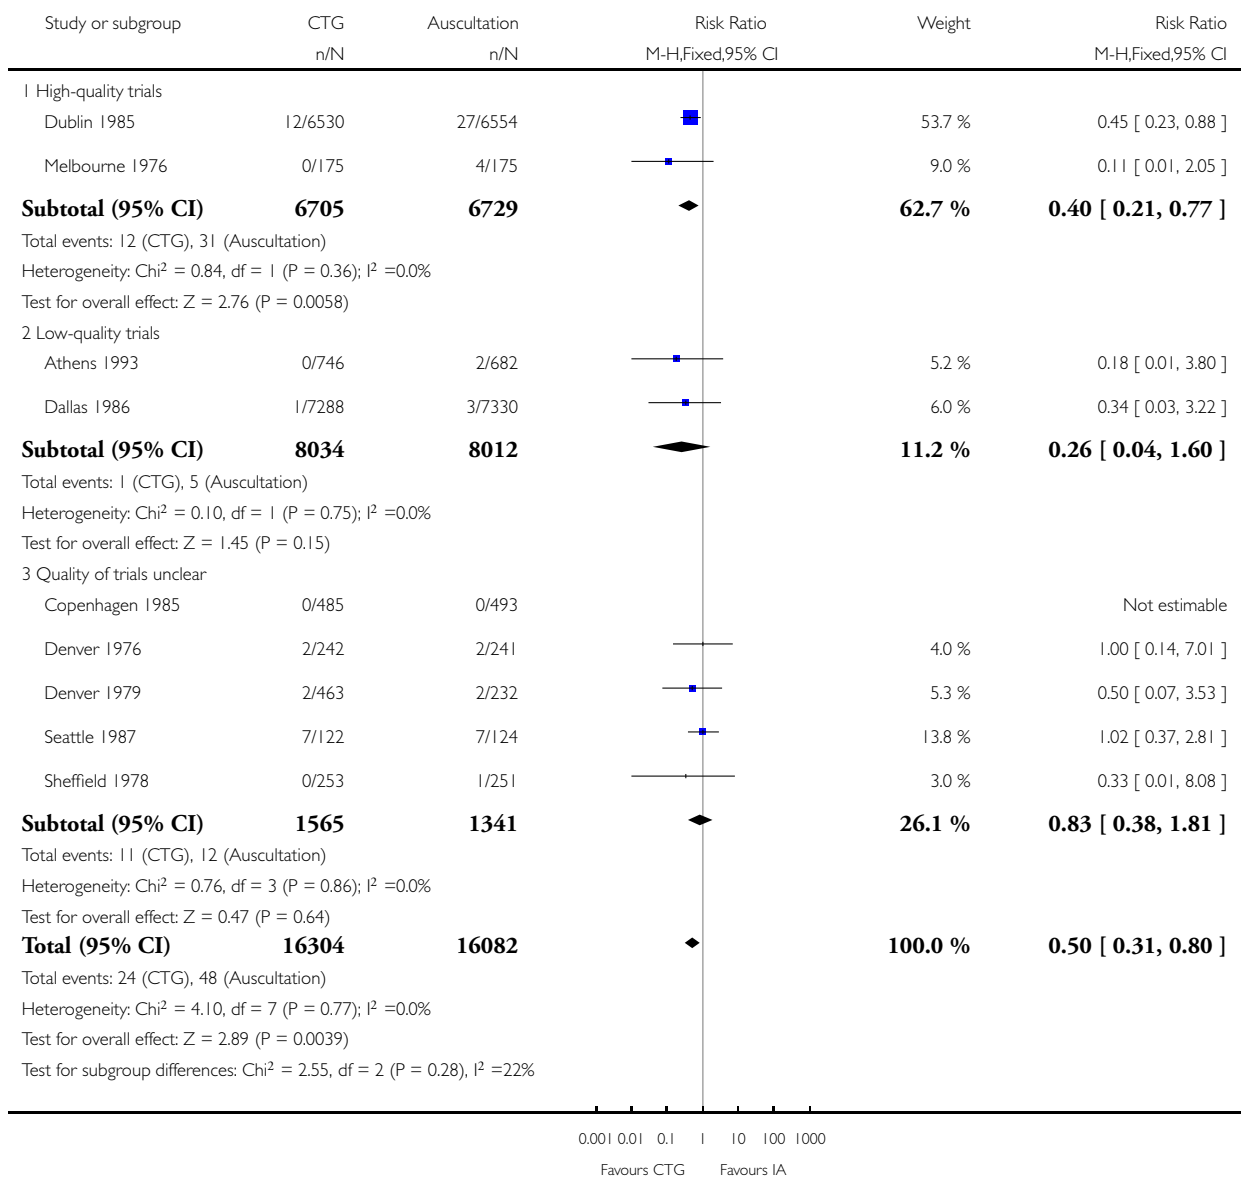 Study or subgroup CTG Auscultation Risk Ratio Weight Risk Ratio
n/N n/N M-H,Fixed,95% CI M-H,Fixed,95% CI
1 High-quality trials
Dublin 1985 12/6530 27/6554 53.7 % 0.45 [ 0.23, 0.88 ]
Melbourne 1976 0/175 4/175 9.0 % 0.11 [ 0.01, 2.05 ]
Subtotal (95% CI) 6705 6729 62.7 % 0.40 [ 0.21, 0.77 ]
Total events: 12 (CTG), 31 (Auscultation)
Heterogeneity: Chi² = 0.84, df = 1 (P = 0.36); I² =0.0%
Test for overall effect: Z = 2.76 (P = 0.0058)
2 Low-quality trials
Athens 1993 0/746 2/682 5.2 % 0.18 [ 0.01, 3.80 ]
Dallas 1986 1/7288 3/7330 6.0 % 0.34 [ 0.03, 3.22 ]
Subtotal (95% CI) 8034 8012 11.2 % 0.26 [ 0.04, 1.60 ]
Total events: 1 (CTG), 5 (Auscultation)
Heterogeneity: Chi² = 0.10, df = 1 (P = 0.75); I² =0.0%
Test for overall effect: Z = 1.45 (P = 0.15)
3 Quality of trials unclear
Copenhagen 1985 0/485 0/493 Not estimable
Denver 1976 2/242 2/241 4.0 % 1.00 [ 0.14, 7.01 ]
Denver 1979 2/463 2/232 5.3 % 0.50 [ 0.07, 3.53 ]
Seattle 1987 7/122 7/124 13.8 % 1.02 [ 0.37, 2.81 ]
Sheffield 1978 0/253 1/251 3.0 % 0.33 [ 0.01, 8.08 ]
Subtotal (95% CI) 1565 1341 26.1 % 0.83 [ 0.38, 1.81 ]
Total events: 11 (CTG), 12 (Auscultation)
Heterogeneity: Chi² = 0.76, df = 3 (P = 0.86); I² =0.0%
Test for overall effect: Z = 0.47 (P = 0.64)
Total (95% CI) 16304 16082 100.0 % 0.50 [ 0.31, 0.80 ]
Total events: 24 (CTG), 48 (Auscultation)
Heterogeneity: Chi² = 4.10, df = 7 (P = 0.77); I² =0.0%
Test for overall effect: Z = 2.89 (P = 0.0039)
Test for subgroup differences: Chi² = 2.55, df = 2 (P = 0.28), I² =22%
0.001 0.01 0.1 1 10 100 1000
Favours CTG Favours IA